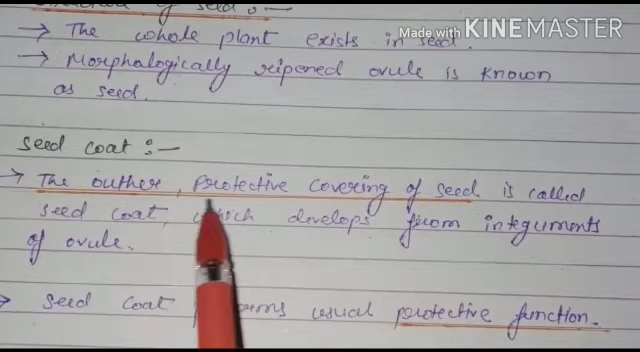 of seed:-
Made with KINEMASTER
→ The whole plant exists in seed.
→ Morphologically ripened ovule is known
as seed.
Seed coat :-
→ The outher, protective covering of seed is called
seed coat, which develops from integuments
of ovule.
→ Seed coat usual protective function.